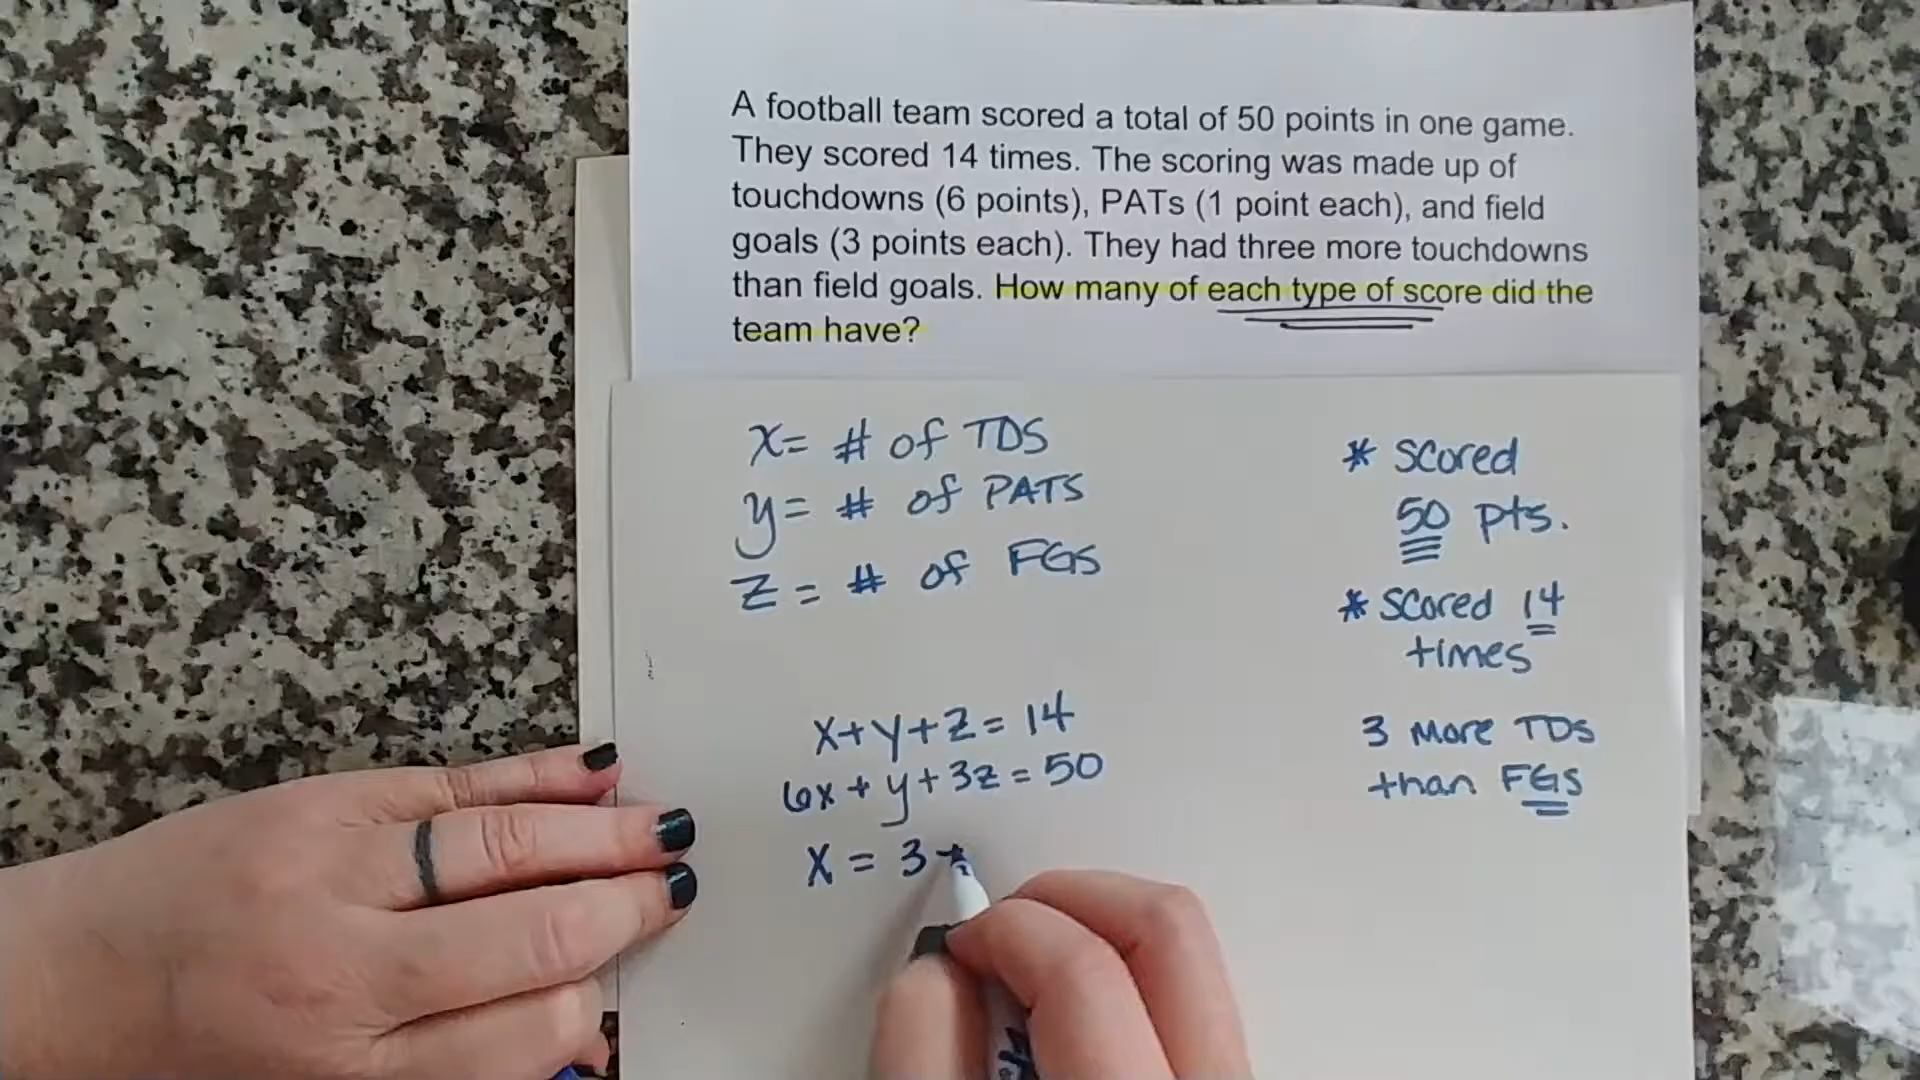 A football team scored a total of 50 points in one game.
They scored 14 times. The scoring was made up of
touchdowns (6 points), PATs (1 point each), and field
goals (3 points each). They had three more touchdowns
than field goals. How many of each type of score did the
team have?
x = # of TDS
y = # of PATS
z = # of FGS
* Scored
50 pts.
* Scored 14
times
3 More TDs
than FGS
x+y+z=14
6x+y+3z=50
x = 3+